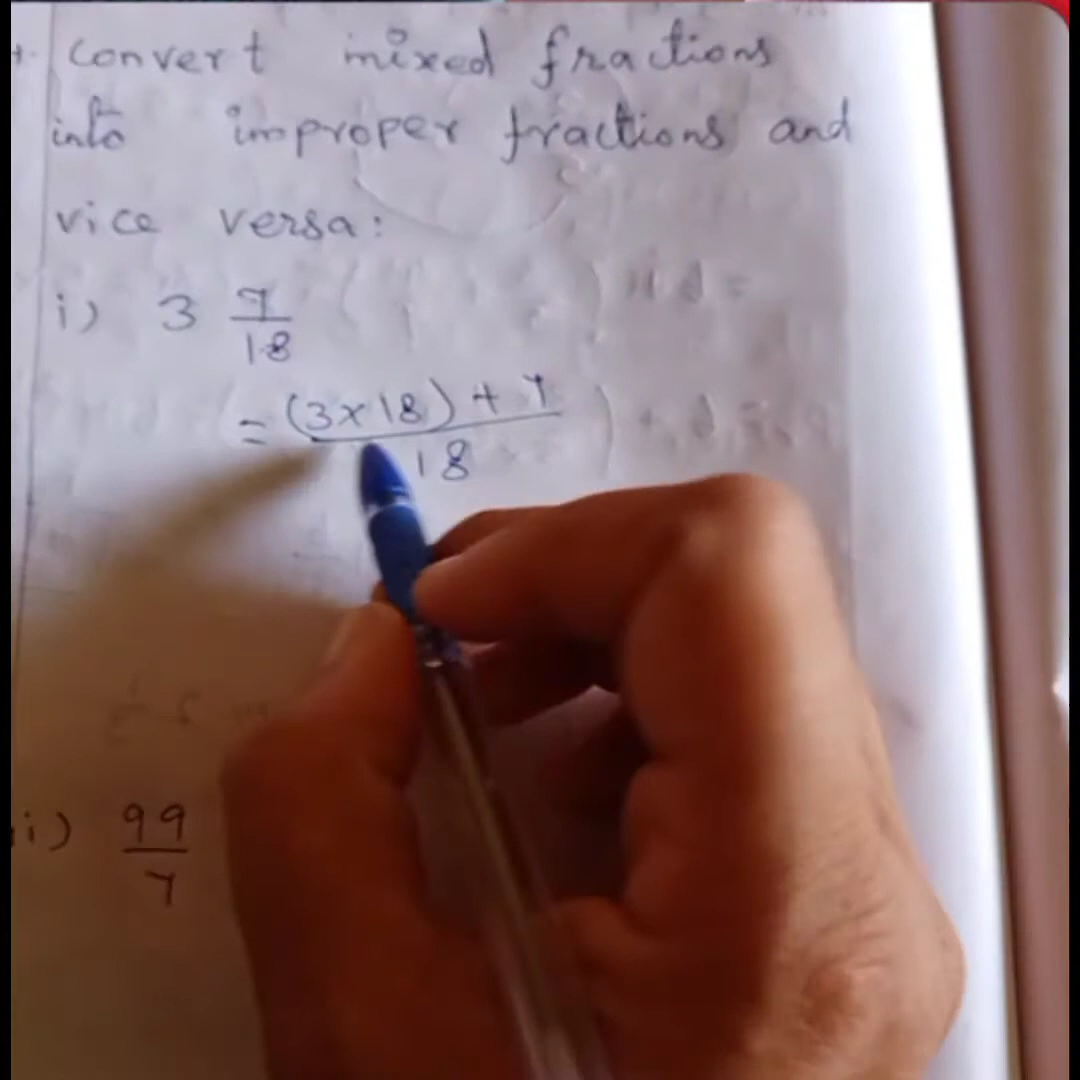 Convert mixed fractions
into improper fractions and
vice versa:
i) 3 7/18
= (3×18) + 7 / 18
ii) 99/7